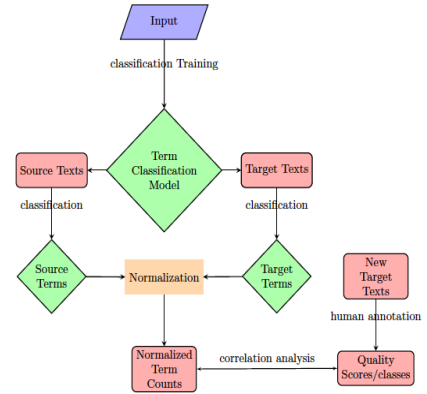 Input
classification Training
Term
Classification
Model
Source Texts
Target Texts
classification
classification
Source
Terms
Normalization
Target
Terms
New
Target
Texts
human annotation
Normalized
Term
Counts
correlation analysis
Quality
Scores/classes